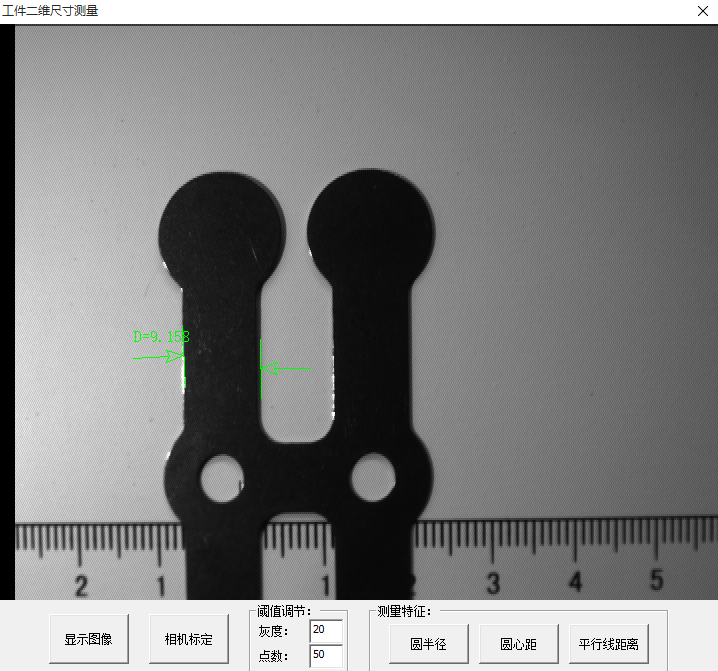 工件二维尺寸测量
D=9.158
2 1 1 2 3 4 5
显示图像
相机标定
阈值调节：
灰度： 20
点数： 50
测量特征：
圆半径
圆心距
平行线距离